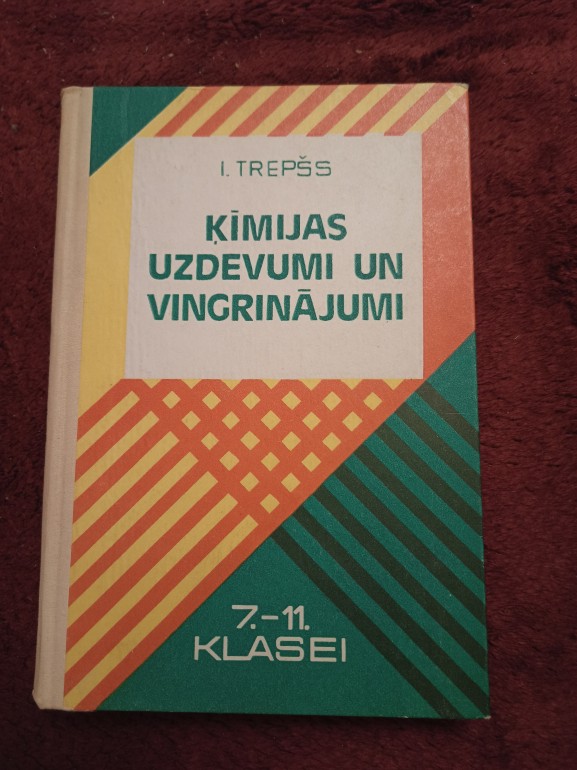 I. TREPŠS
ĶĪMIJAS
UZDEVUMI UN
VINGRINĀJUMI
7.-11.
KLASEI